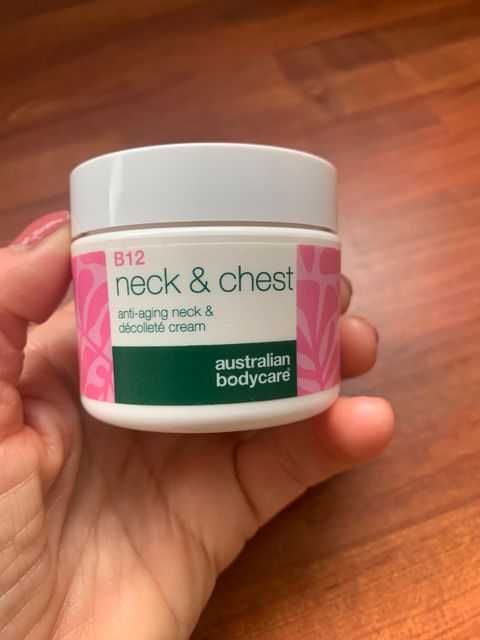 B12
neck & chest
anti-aging neck &
décolleté cream
australian
bodycare®